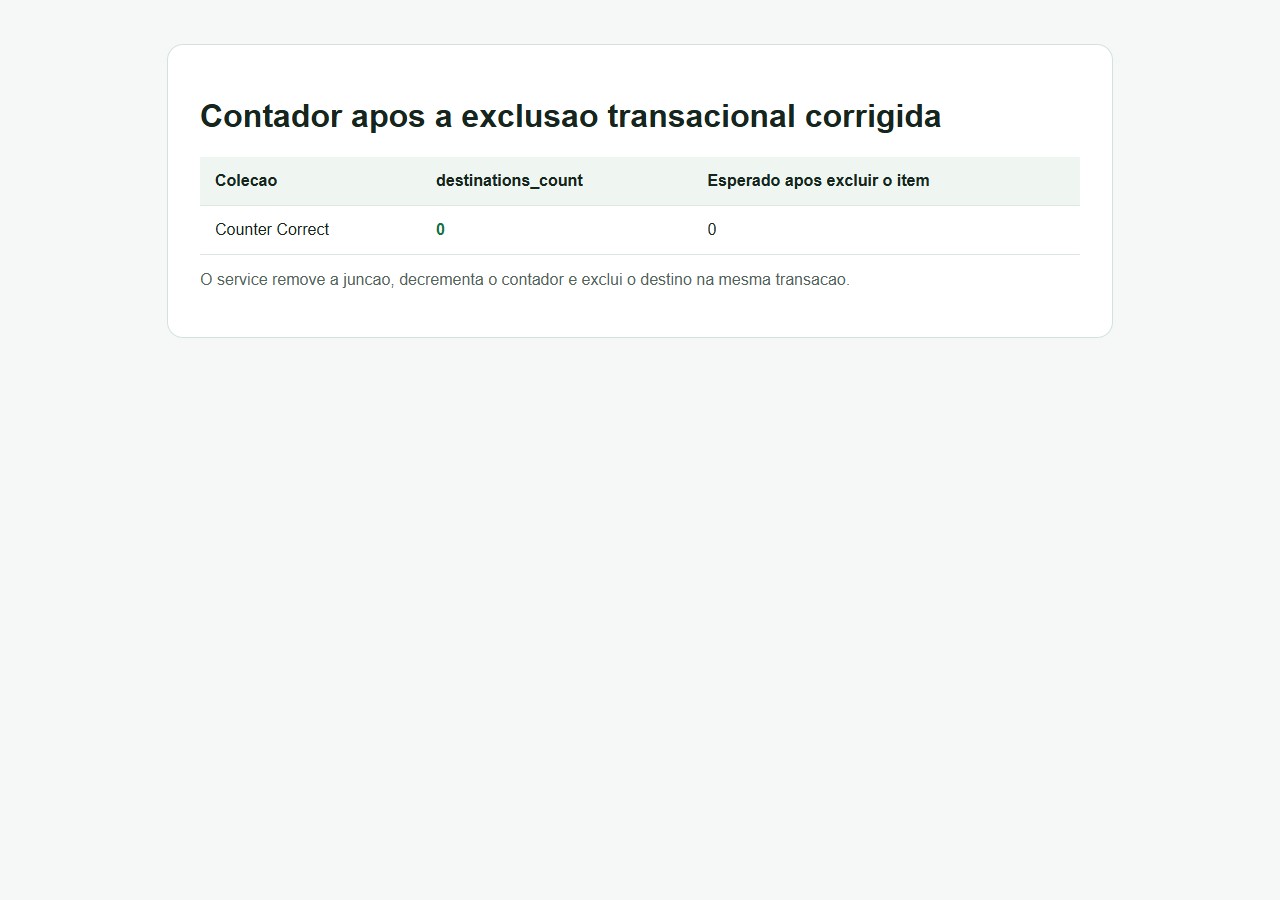 Contador apos a exclusao transacional corrigida
Colecao destinations_count Esperado apos excluir o item
Counter Correct 0 0
O service remove a juncao, decrementa o contador e exclui o destino na mesma transacao.